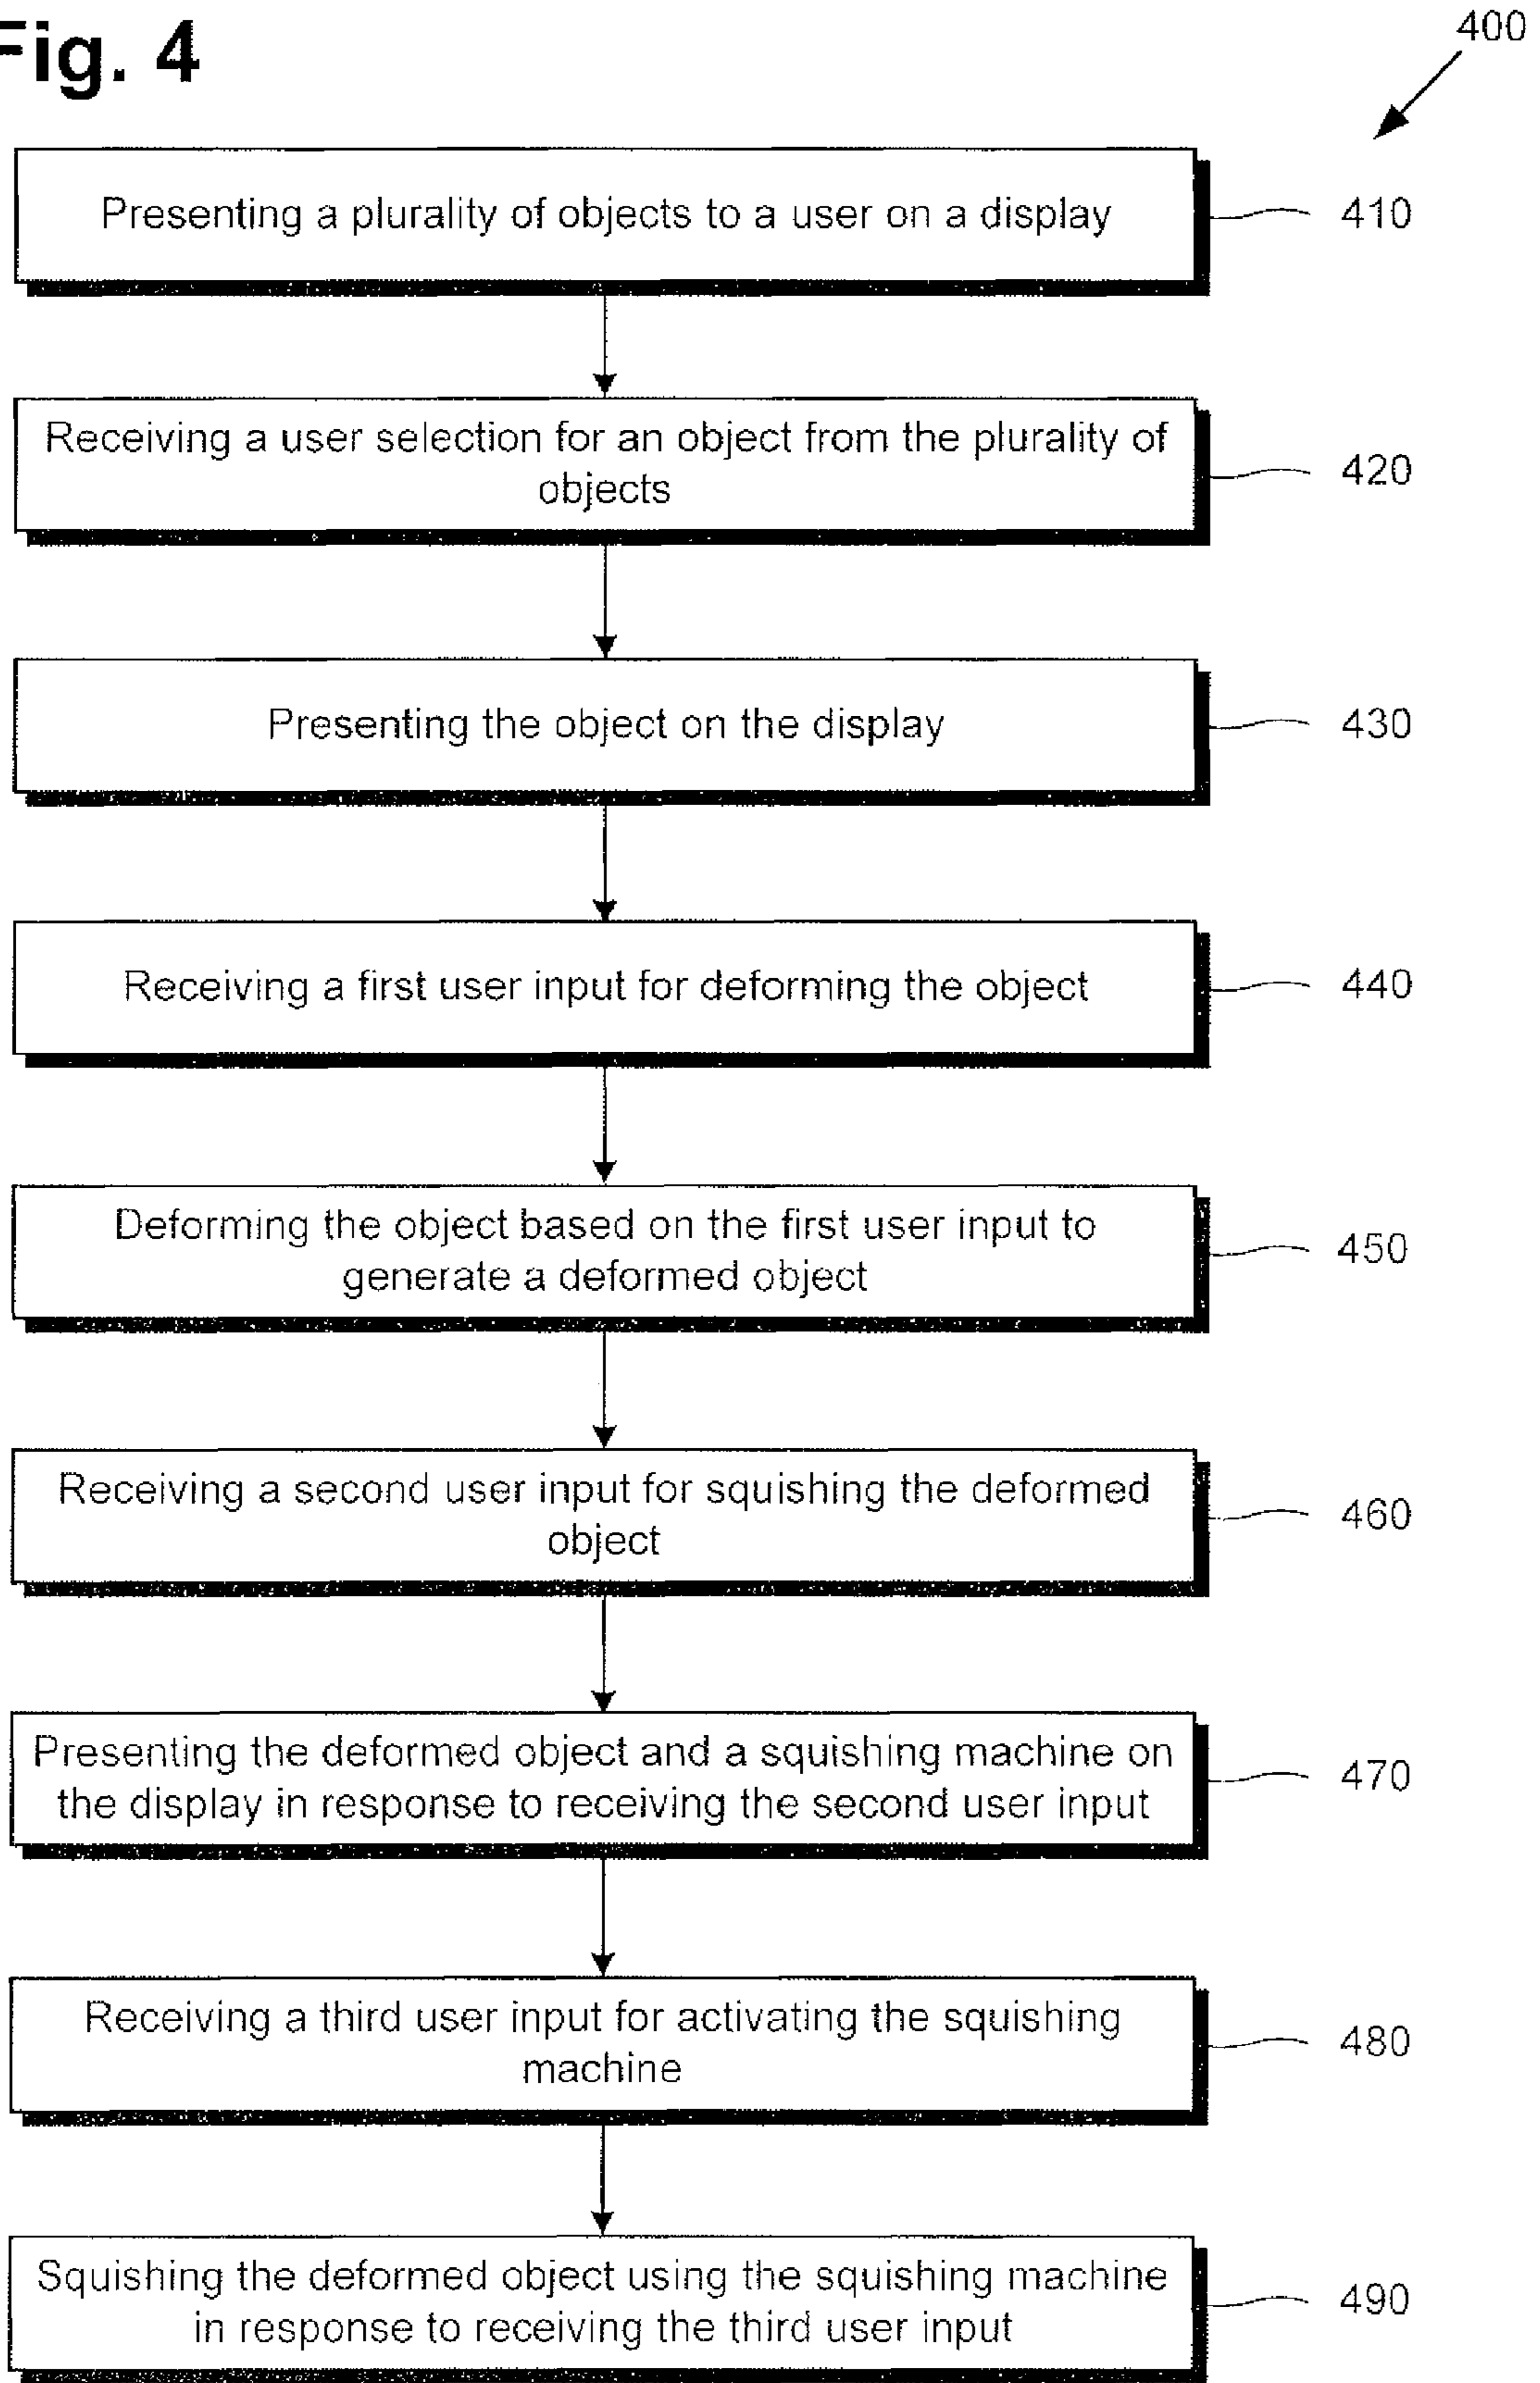 Fig. 4
400
Presenting a plurality of objects to a user on a display
410
Receiving a user selection for an object from the plurality of
objects
420
Presenting the object on the display
430
Receiving a first user input for deforming the object
440
Deforming the object based on the first user input to
generate a deformed object
450
Receiving a second user input for squishing the deformed
object
460
Presenting the deformed object and a squishing machine on
the display in response to receiving the second user input
470
Receiving a third user input for activating the squishing
machine
480
Squishing the deformed object using the squishing machine
in response to receiving the third user input
490